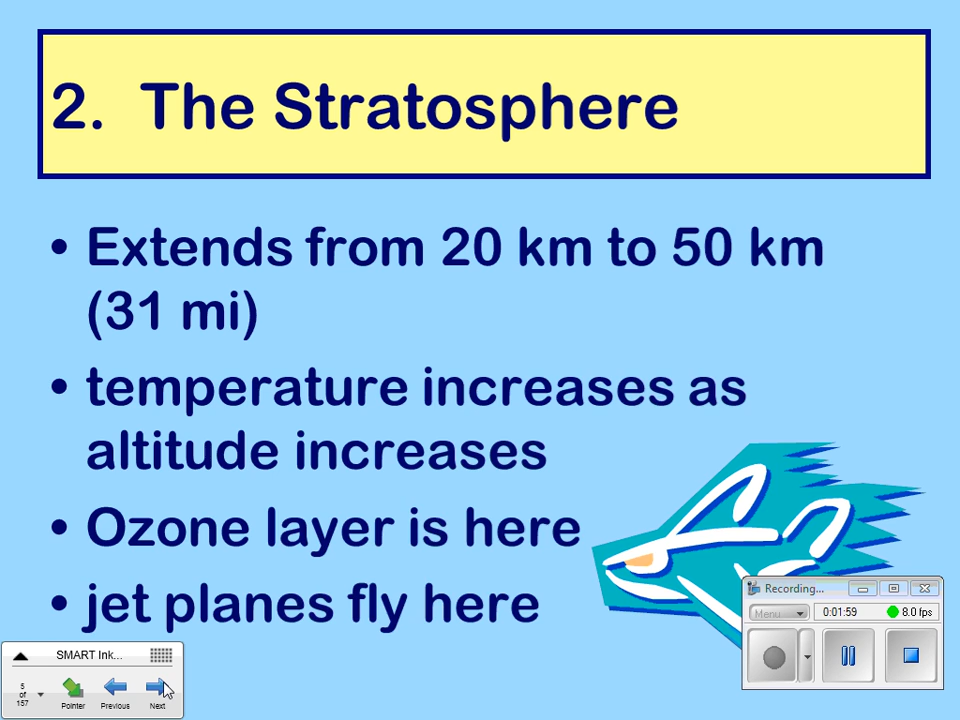 2. The Stratosphere
• Extends from 20 km to 50 km
(31 mi)
• temperature increases as
altitude increases
• Ozone layer is here
• jet planes fly here
Recording...
Menu
0:01:59
8.0 fps
SMART Ink...
5
of
157
Pointer
Previous
Next